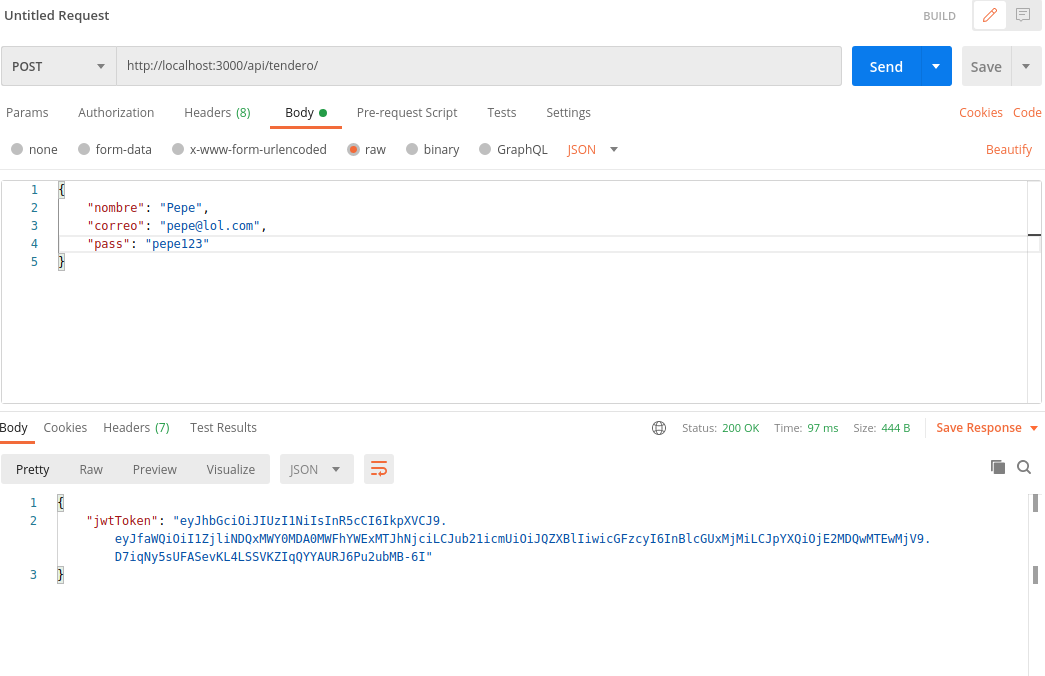 Untitled Request
BUILD
POST
http://localhost:3000/api/tendero/
Send
Save
Params Authorization Headers (8) Body Pre-request Script Tests Settings Cookies Code
none form-data x-www-form-urlencoded raw binary GraphQL JSON Beautify
1 {
2 "nombre": "Pepe",
3 "correo": "pepe@lol.com",
4 "pass": "pepe123"
5 }
Body Cookies Headers (7) Test Results Status: 200 OK Time: 97 ms Size: 444 B Save Response
Pretty Raw Preview Visualize JSON
1 {
2 "jwtToken": "eyJhbGciOiJIUzI1NiIsInR5cCI6IkpXVCJ9.
eyJfaWQiOiI1ZjliNDQxMWY0MDA0MWFhYWExMTJhNjciLCJub21icmUiOiJQZXBlIiwicGFzcyI6InBlcGUxMjMiLCJpYXQiOjE2MDQwMTEwMjV9.
D7iqNy5sUFASevKL4LSSVKZIqQYYAURJ6Pu2ubMB-6I"
3 }